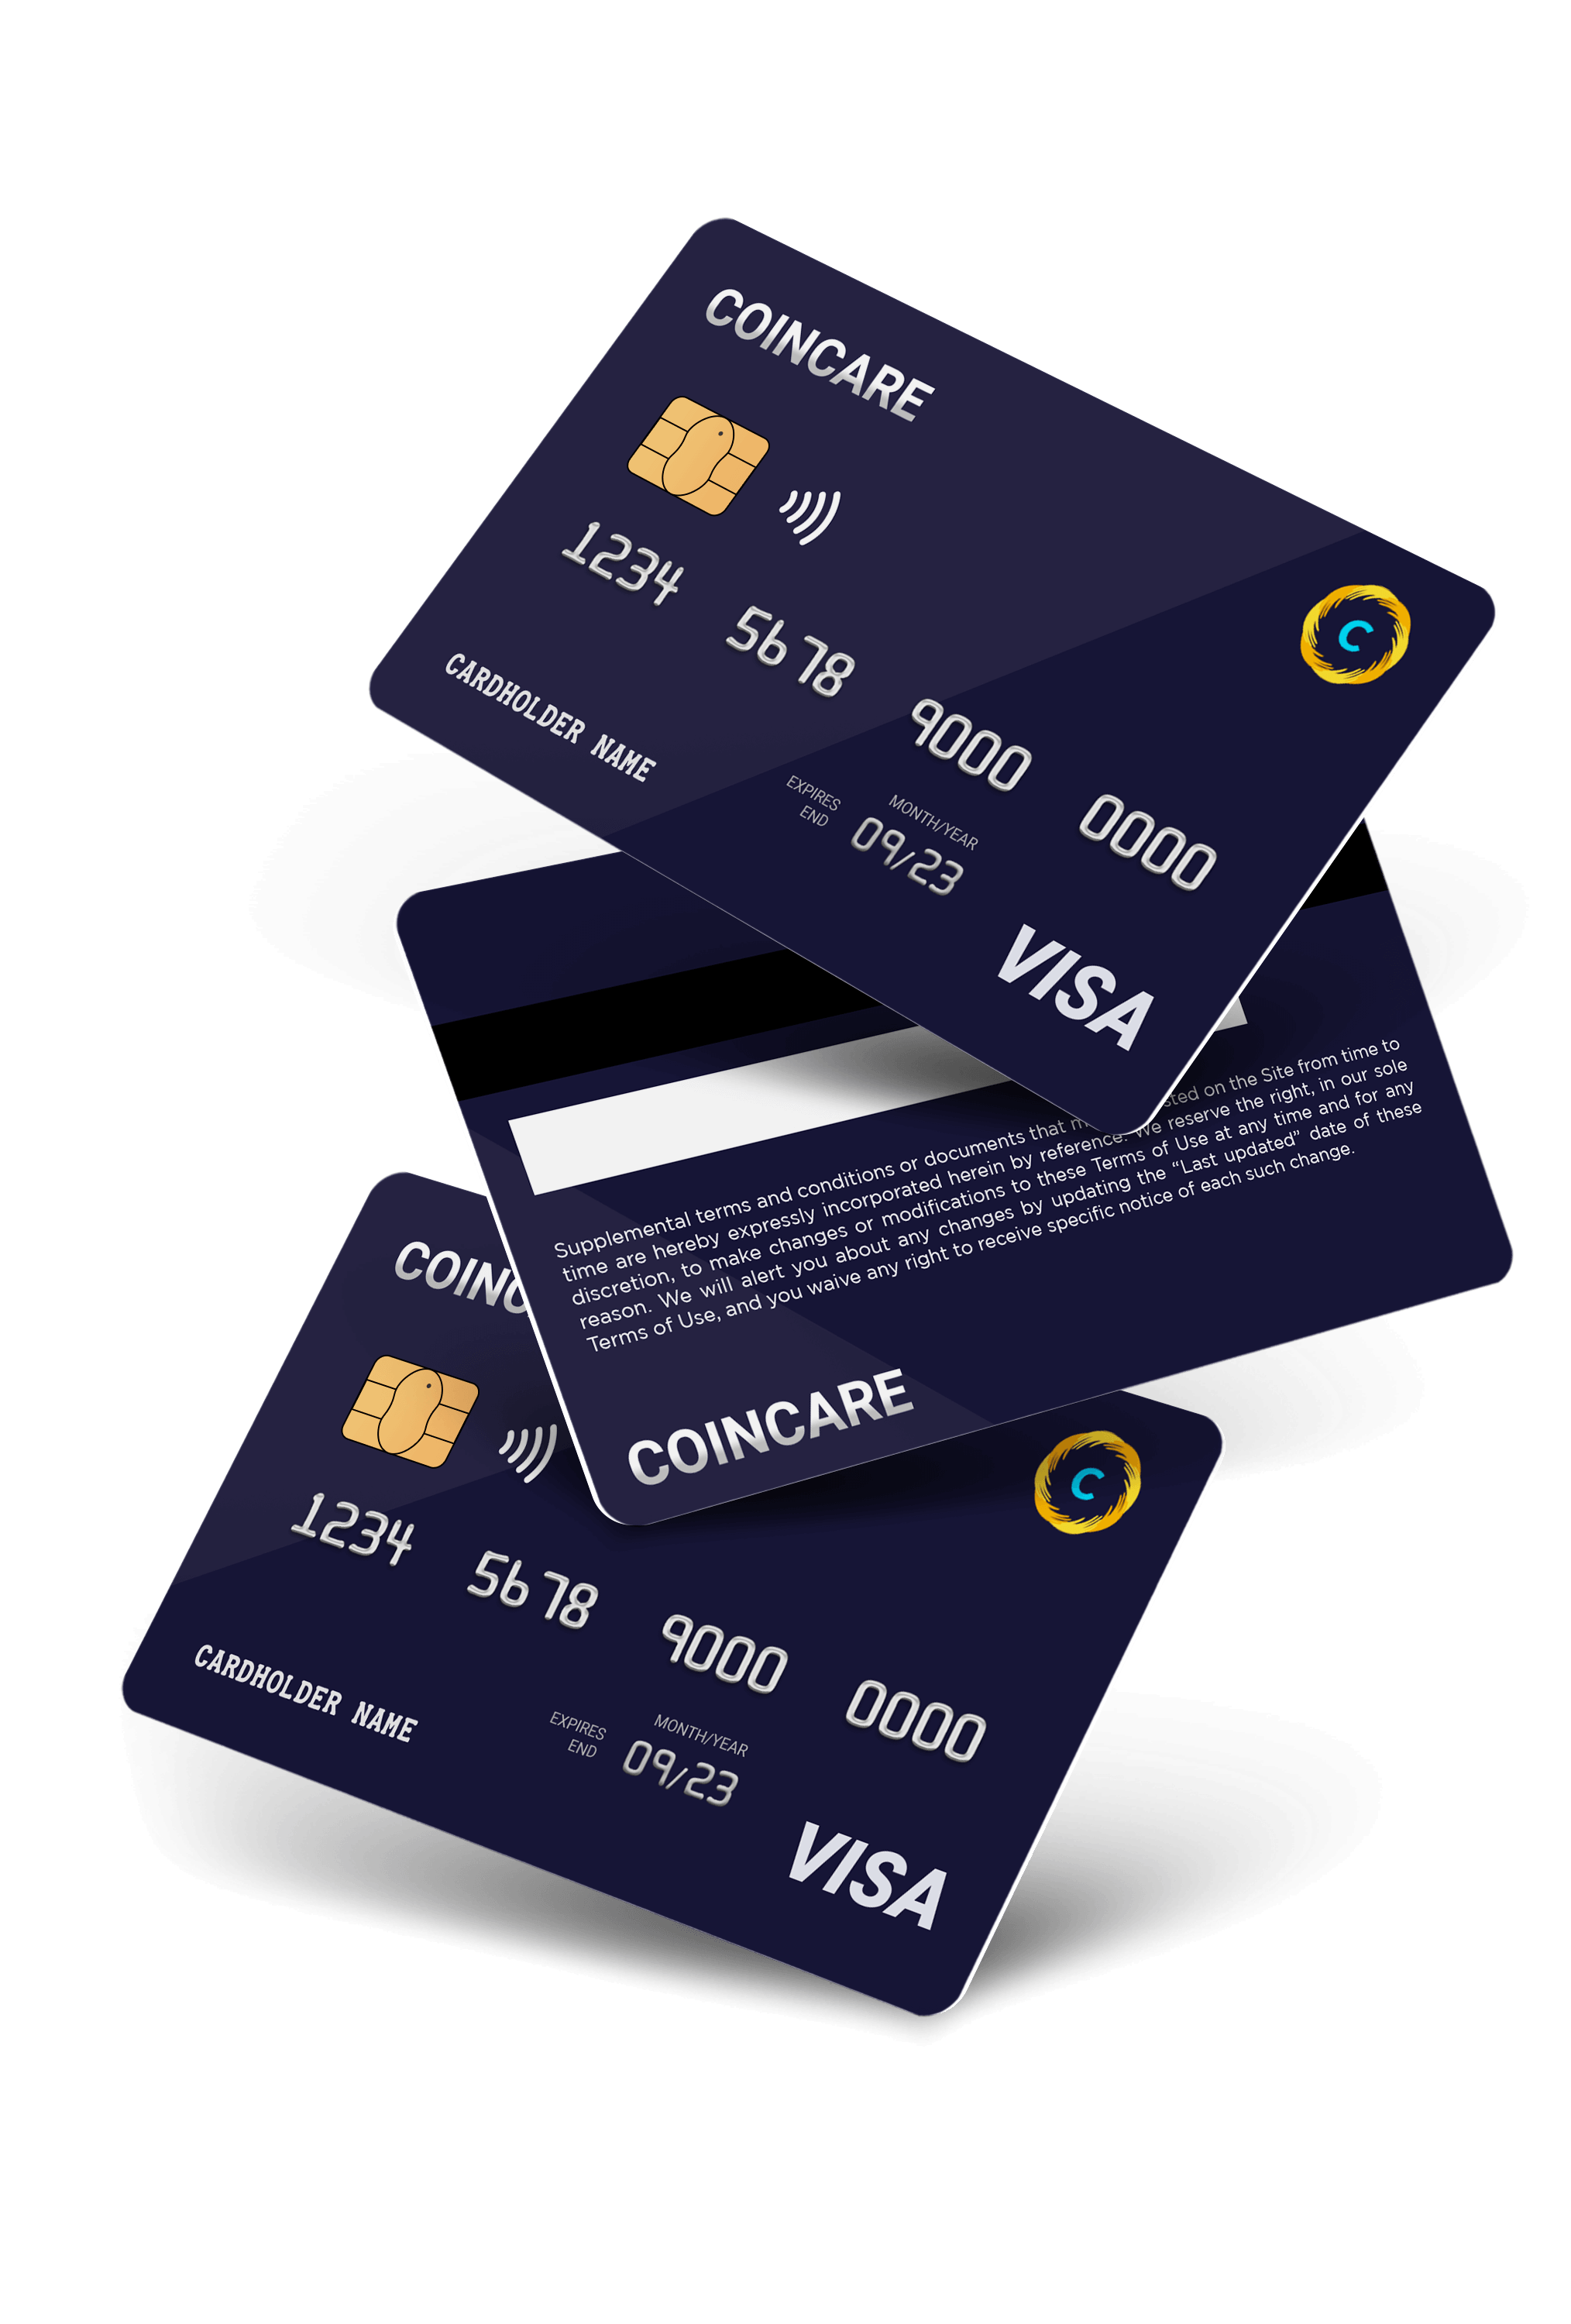 COINCARE
1234 5678 9000 0000
CARDHOLDER NAME
EXPIRES
END
MONTH/YEAR
09/23
VISA
C
Supplemental terms and conditions or documents that sted on the Site from time to
time are hereby expressly incorporated herein by reference. We reserve the right, in our sole
discretion, to make changes or modifications to these Terms of Use at any time and for any
reason. We will alert you about any changes by updating the “Last updated” date of these
Terms of Use, and you waive any right to receive specific notice of each such change.
COINCARE
COINC
1234 5678 9000 0000
CARDHOLDER NAME
EXPIRES
END
MONTH/YEAR
09/23
VISA
C